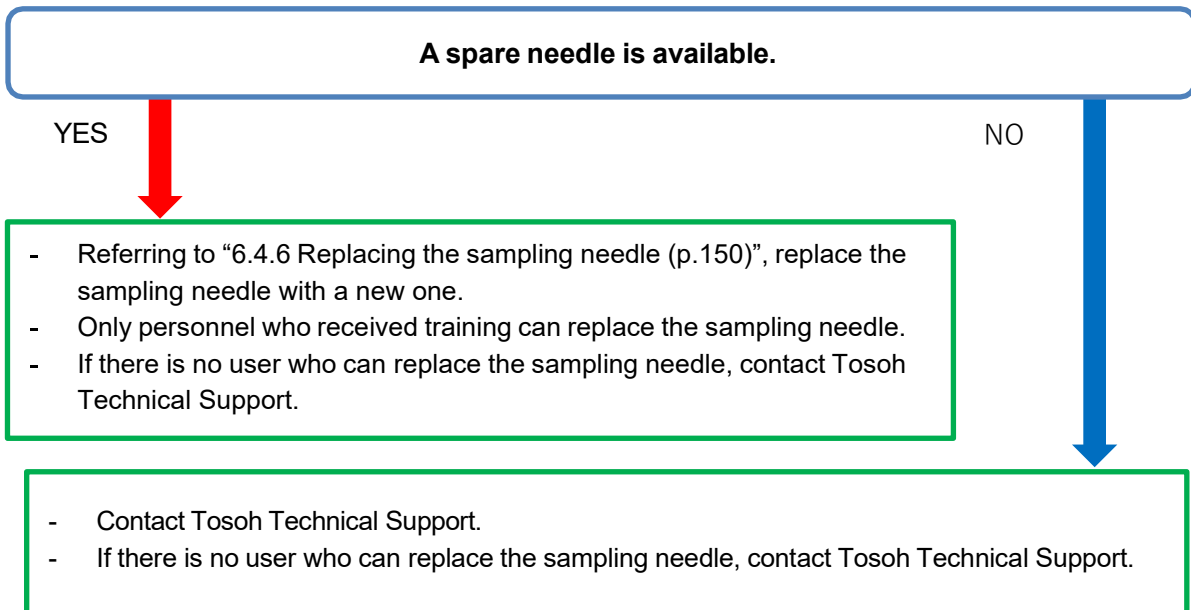 A spare needle is available.
YES
NO
- Referring to “6.4.6 Replacing the sampling needle (p.150)”, replace the
sampling needle with a new one.
- Only personnel who received training can replace the sampling needle.
- If there is no user who can replace the sampling needle, contact Tosoh
Technical Support.
- Contact Tosoh Technical Support.
- If there is no user who can replace the sampling needle, contact Tosoh Technical Support.